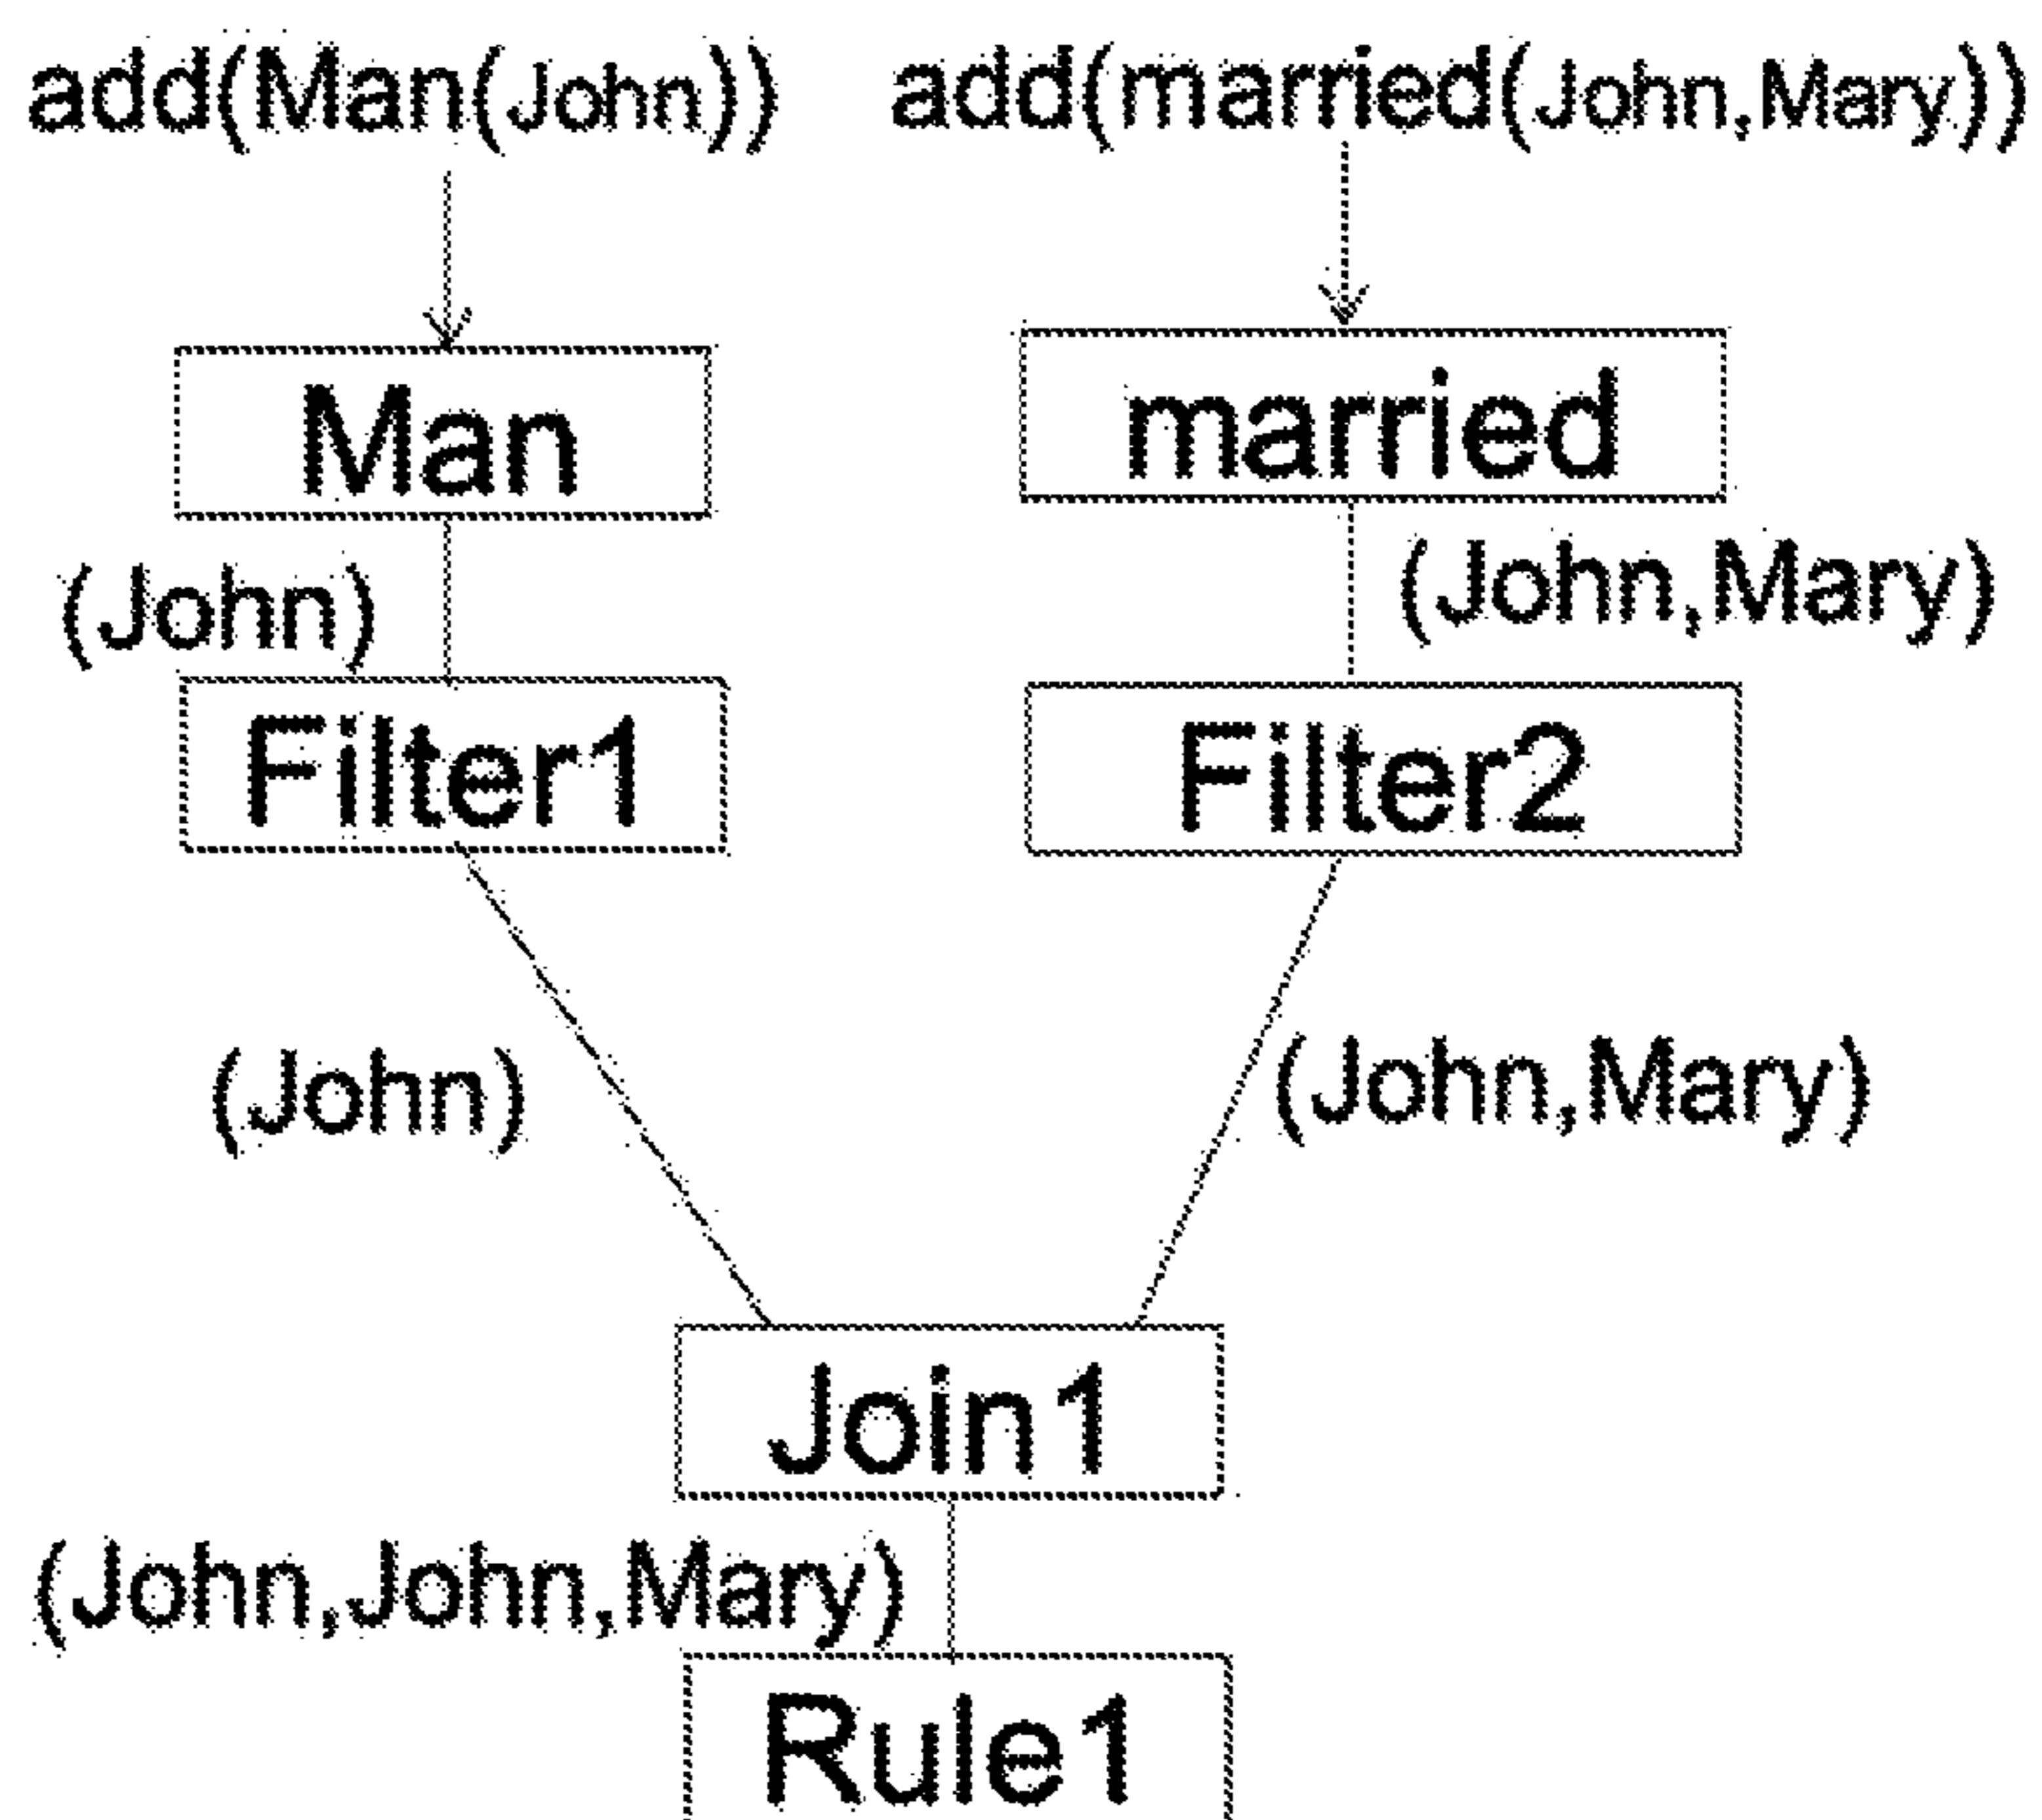 add(Man(John)) add(married(John,Mary))
Man married
(John) (John,Mary)
Filter1 Filter2
(John) (John,Mary)
Join1
(John,John,Mary)
Rule1